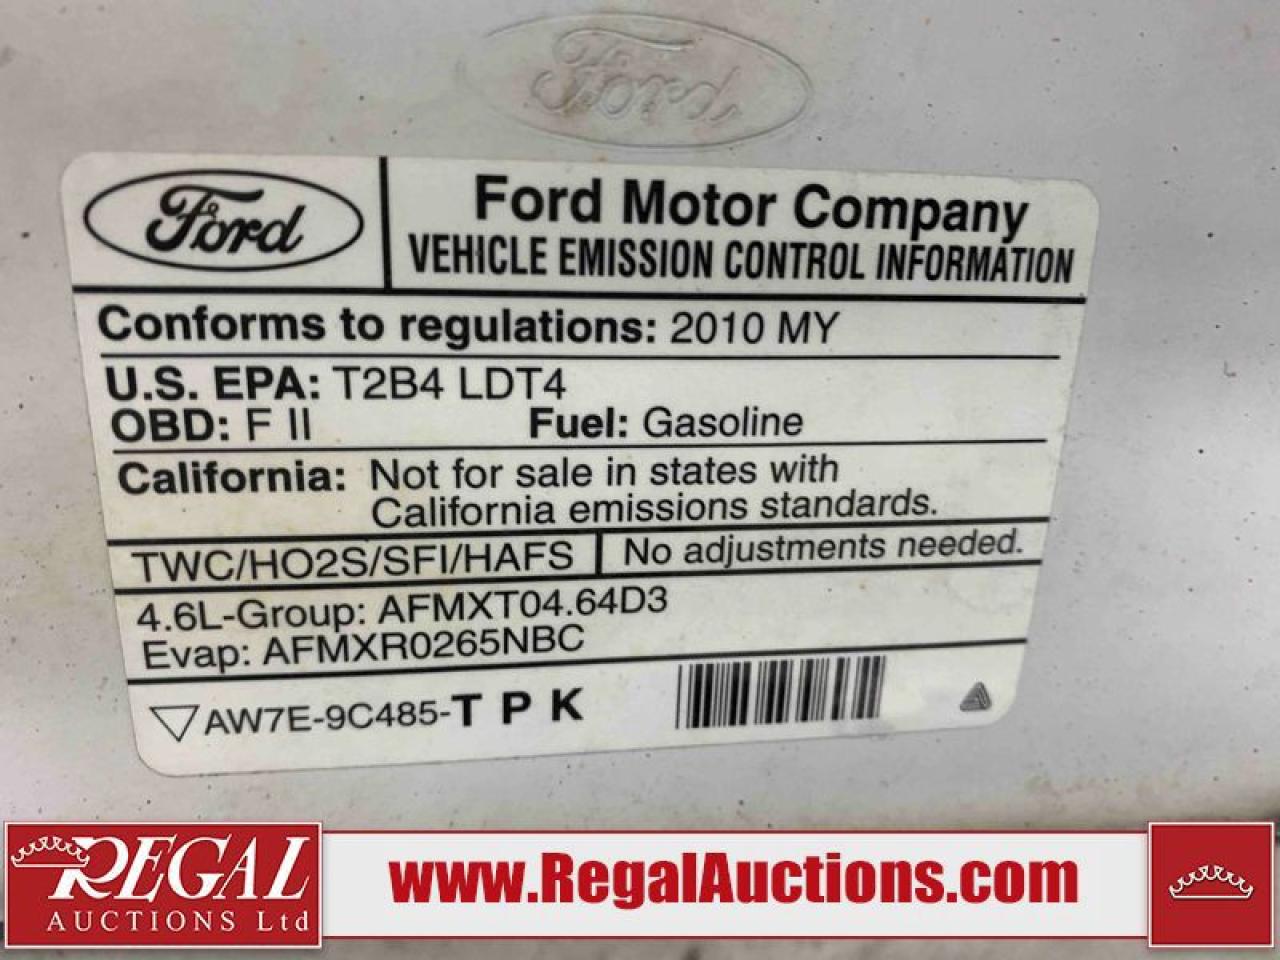 Ford
Ford
Ford Motor Company
VEHICLE EMISSION CONTROL INFORMATION
Conforms to regulations: 2010 MY
U.S. EPA: T2B4 LDT4
OBD: F II Fuel: Gasoline
California: Not for sale in states with
California emissions standards.
TWC/HO2S/SFI/HAFS No adjustments needed.
4.6L-Group: AFMXT04.64D3
Evap: AFMXR0265NBC
AW7E-9C485-T P K
REGAL
AUCTIONS Ltd
www.RegalAuctions.com